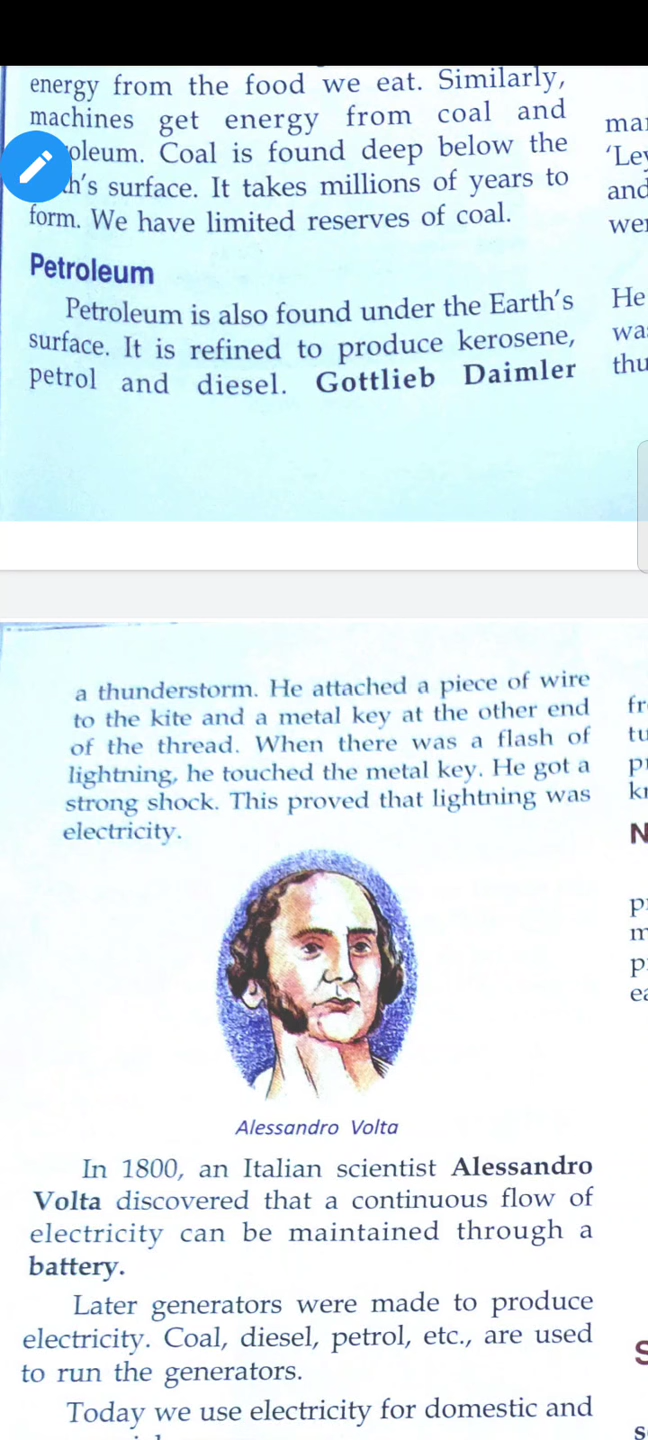 energy from the food we eat. Similarly,
machines get energy from coal and
oleum. Coal is found deep below the
h's surface. It takes millions of years to
form. We have limited reserves of coal.
Petroleum
Petroleum is also found under the Earth's
surface. It is refined to produce kerosene,
petrol and diesel. Gottlieb Daimler
and
He
a thunderstorm. He attached a piece of wire
to the kite and a metal key at the other end
of the thread. When there was a flash of
lightning, he touched the metal key. He got a
strong shock. This proved that lightning was
electricity.
Alessandro Volta
In 1800, an Italian scientist Alessandro
Volta discovered that a continuous flow of
electricity can be maintained through a
battery.
Later generators were made to produce
electricity. Coal, diesel, petrol, etc., are used
to run the generators.
Today we use electricity for domestic and